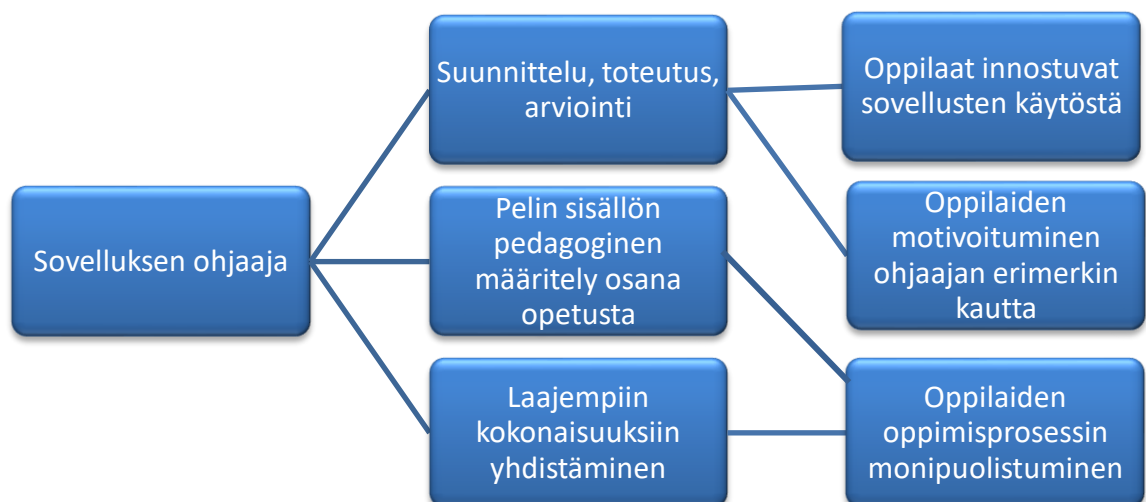 Sovelluksen ohjaaja
Suunnittelu, toteutus,
arviointi
Pelin sisällön
pedagoginen
määritely osana
opetusta
Laajempiin
kokonaisuuksiin
yhdistäminen
Oppilaat innostuvat
sovellusten käytöstä
Oppilaiden
motivoituminen
ohjaajan erimerkin
kautta
Oppilaiden
oppimisprosessin
monipuolistuminen